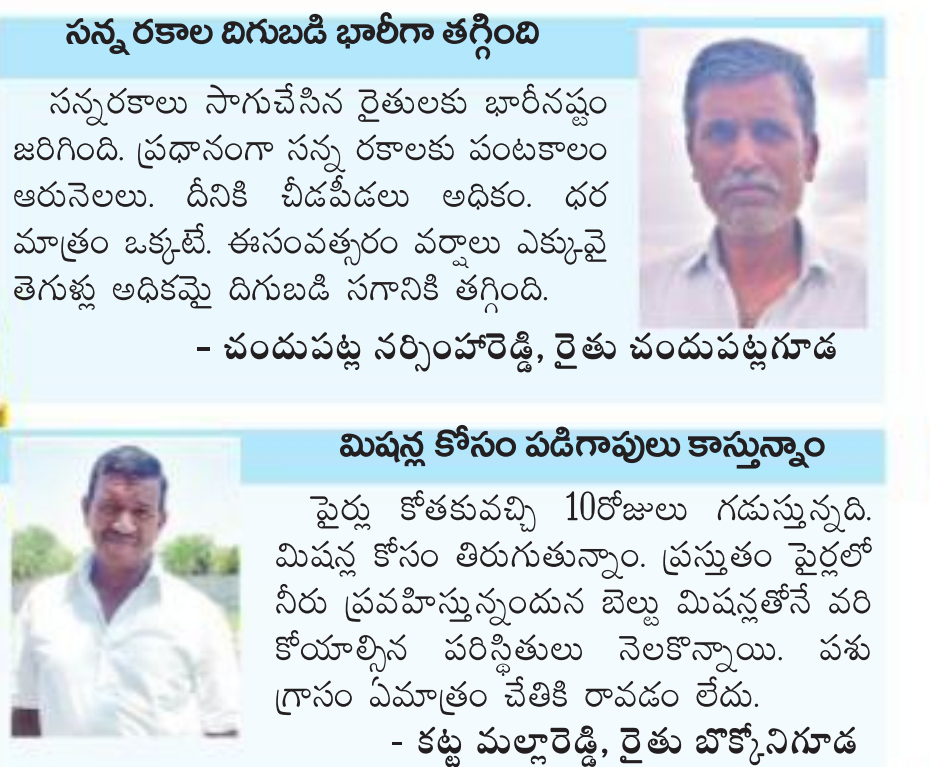 సన్న రకాల దిగుబడి భారీగా తగ్గింది
సన్నరకాలు సాగుచేసిన రైతులకు భారీనష్టం
జరిగింది. ప్రధానంగా సన్న రకాలకు పంటకాలం
ఆరునెలలు. దీనికి చీడపీడలు అధికం. ధర
మాత్రం ఒక్కటే. ఈసంవత్సరం వర్షాలు ఎక్కువై
తెగుళ్లు అధికమై దిగుబడి సగానికి తగ్గింది.
- చందుపట్ల నర్సింహారెడ్డి, రైతు చందుపట్లగూడ
మిషన్ల కోసం పడిగాపులు కాస్తున్నాం
పైర్లు కోతకువచ్చి 10రోజులు గడుస్తున్నది.
మిషన్ల కోసం తిరుగుతున్నాం. ప్రస్తుతం పైర్లలో
నీరు ప్రవహిస్తున్నందున బెల్టు మిషన్లతోనే వరి
కోయాల్సిన పరిస్థితులు నెలకొన్నాయి. పశు
గ్రాసం ఏమాత్రం చేతికి రావడం లేదు.
- కట్ట మల్లారెడ్డి, రైతు బొక్కోనిగూడ